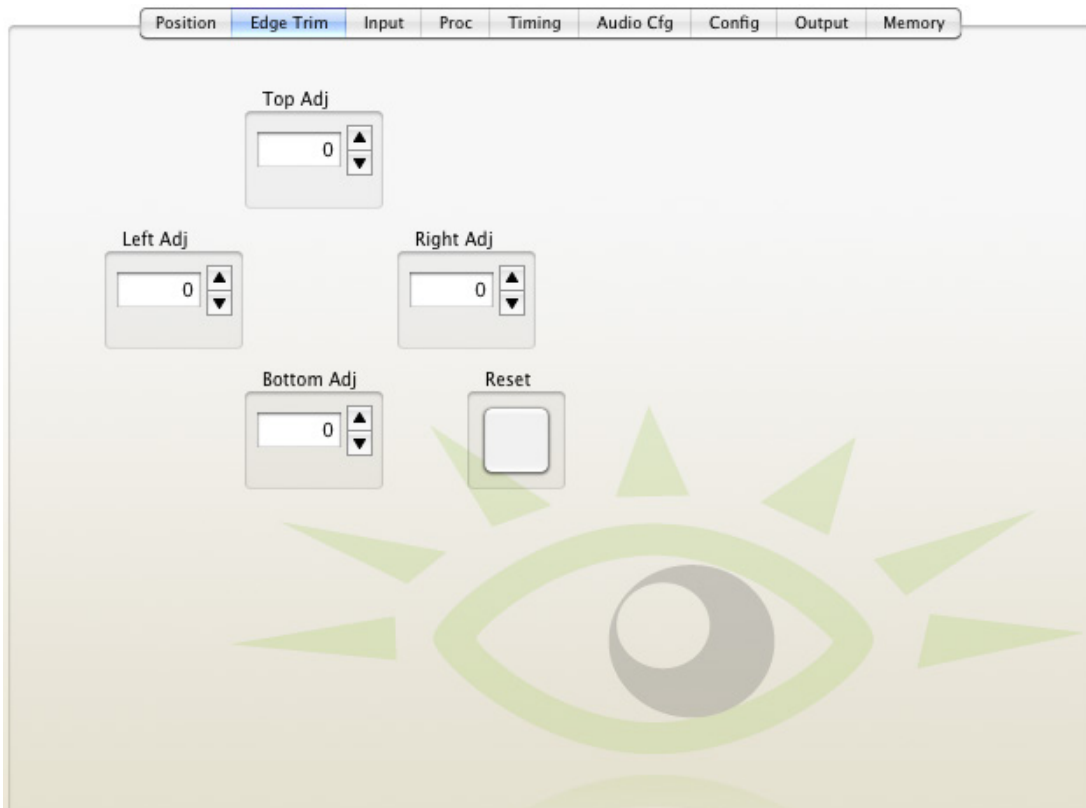 Position Edge Trim Input Proc Timing Audio Cfg Config Output Memory
Top Adj
0
Left Adj Right Adj
0 0
Bottom Adj Reset
0